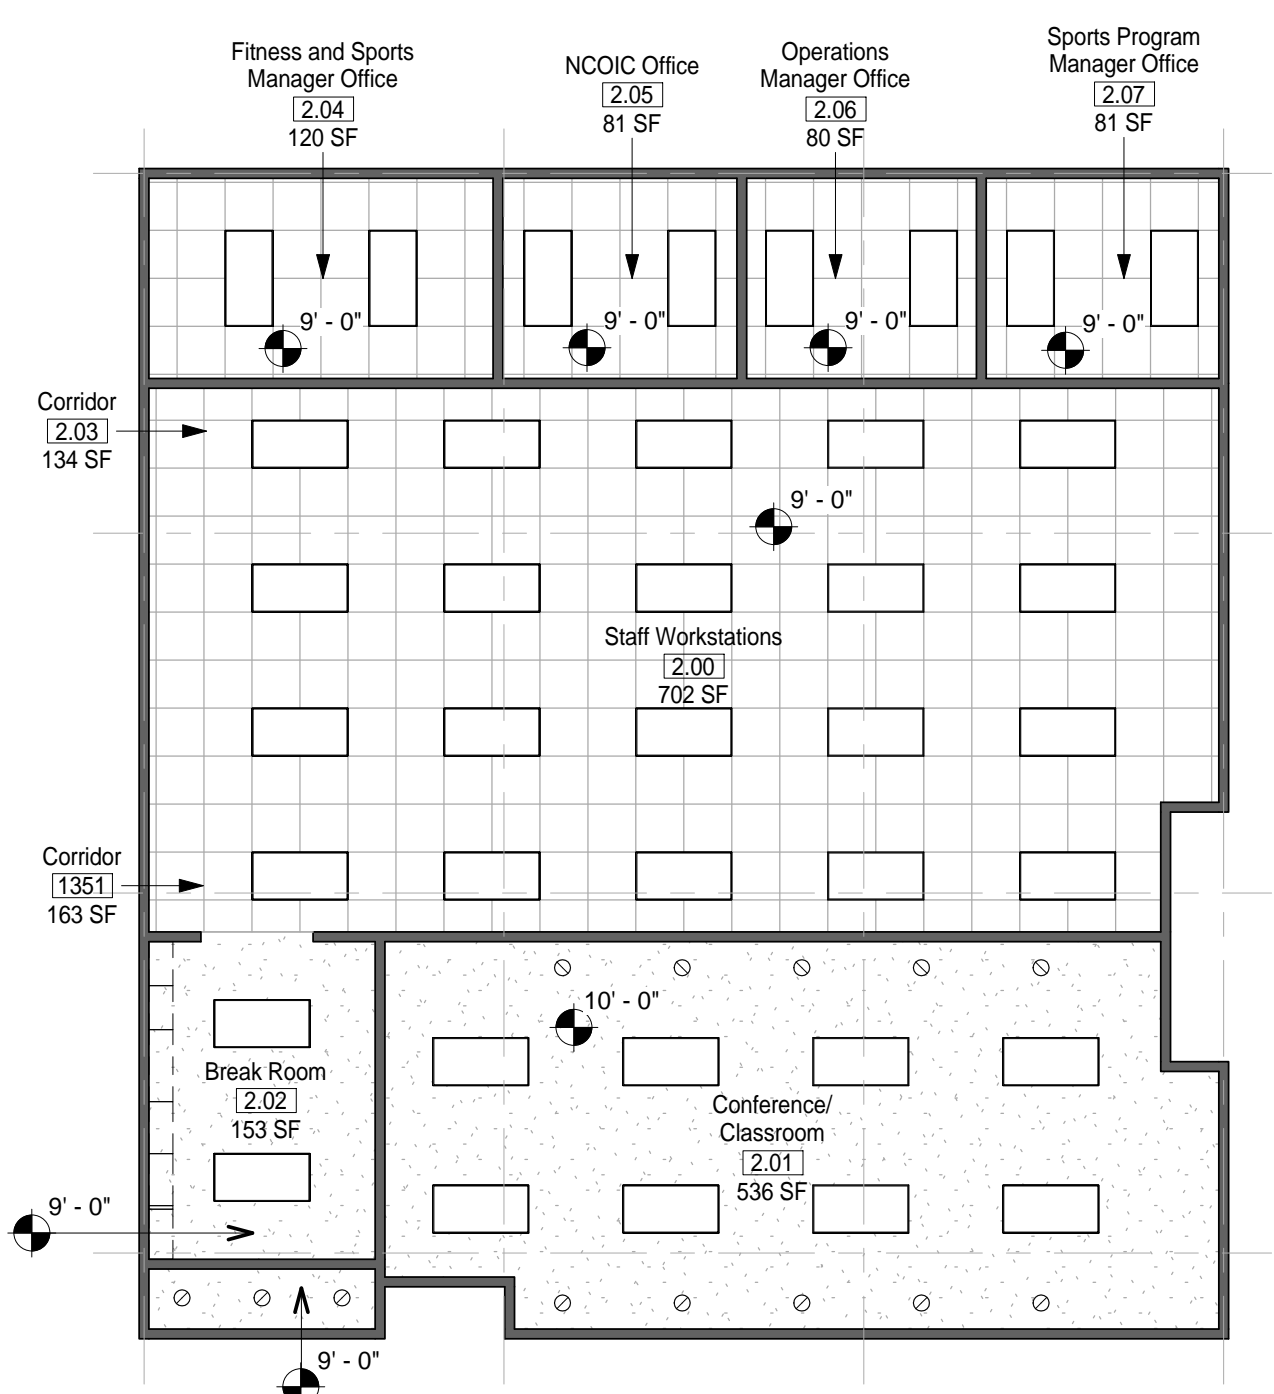 Fitness and Sports
Manager Office
2.04
120 SF
NCOIC Office
2.05
81 SF
Operations
Manager Office
2.06
80 SF
Sports Program
Manager Office
2.07
81 SF
9' - 0"
9' - 0"
9' - 0"
9' - 0"
Corridor
2.03
134 SF
9' - 0"
Staff Workstations
2.00
702 SF
Corridor
1351
163 SF
10' - 0"
Break Room
2.02
153 SF
Conference/
Classroom
2.01
536 SF
9' - 0"
9' - 0"